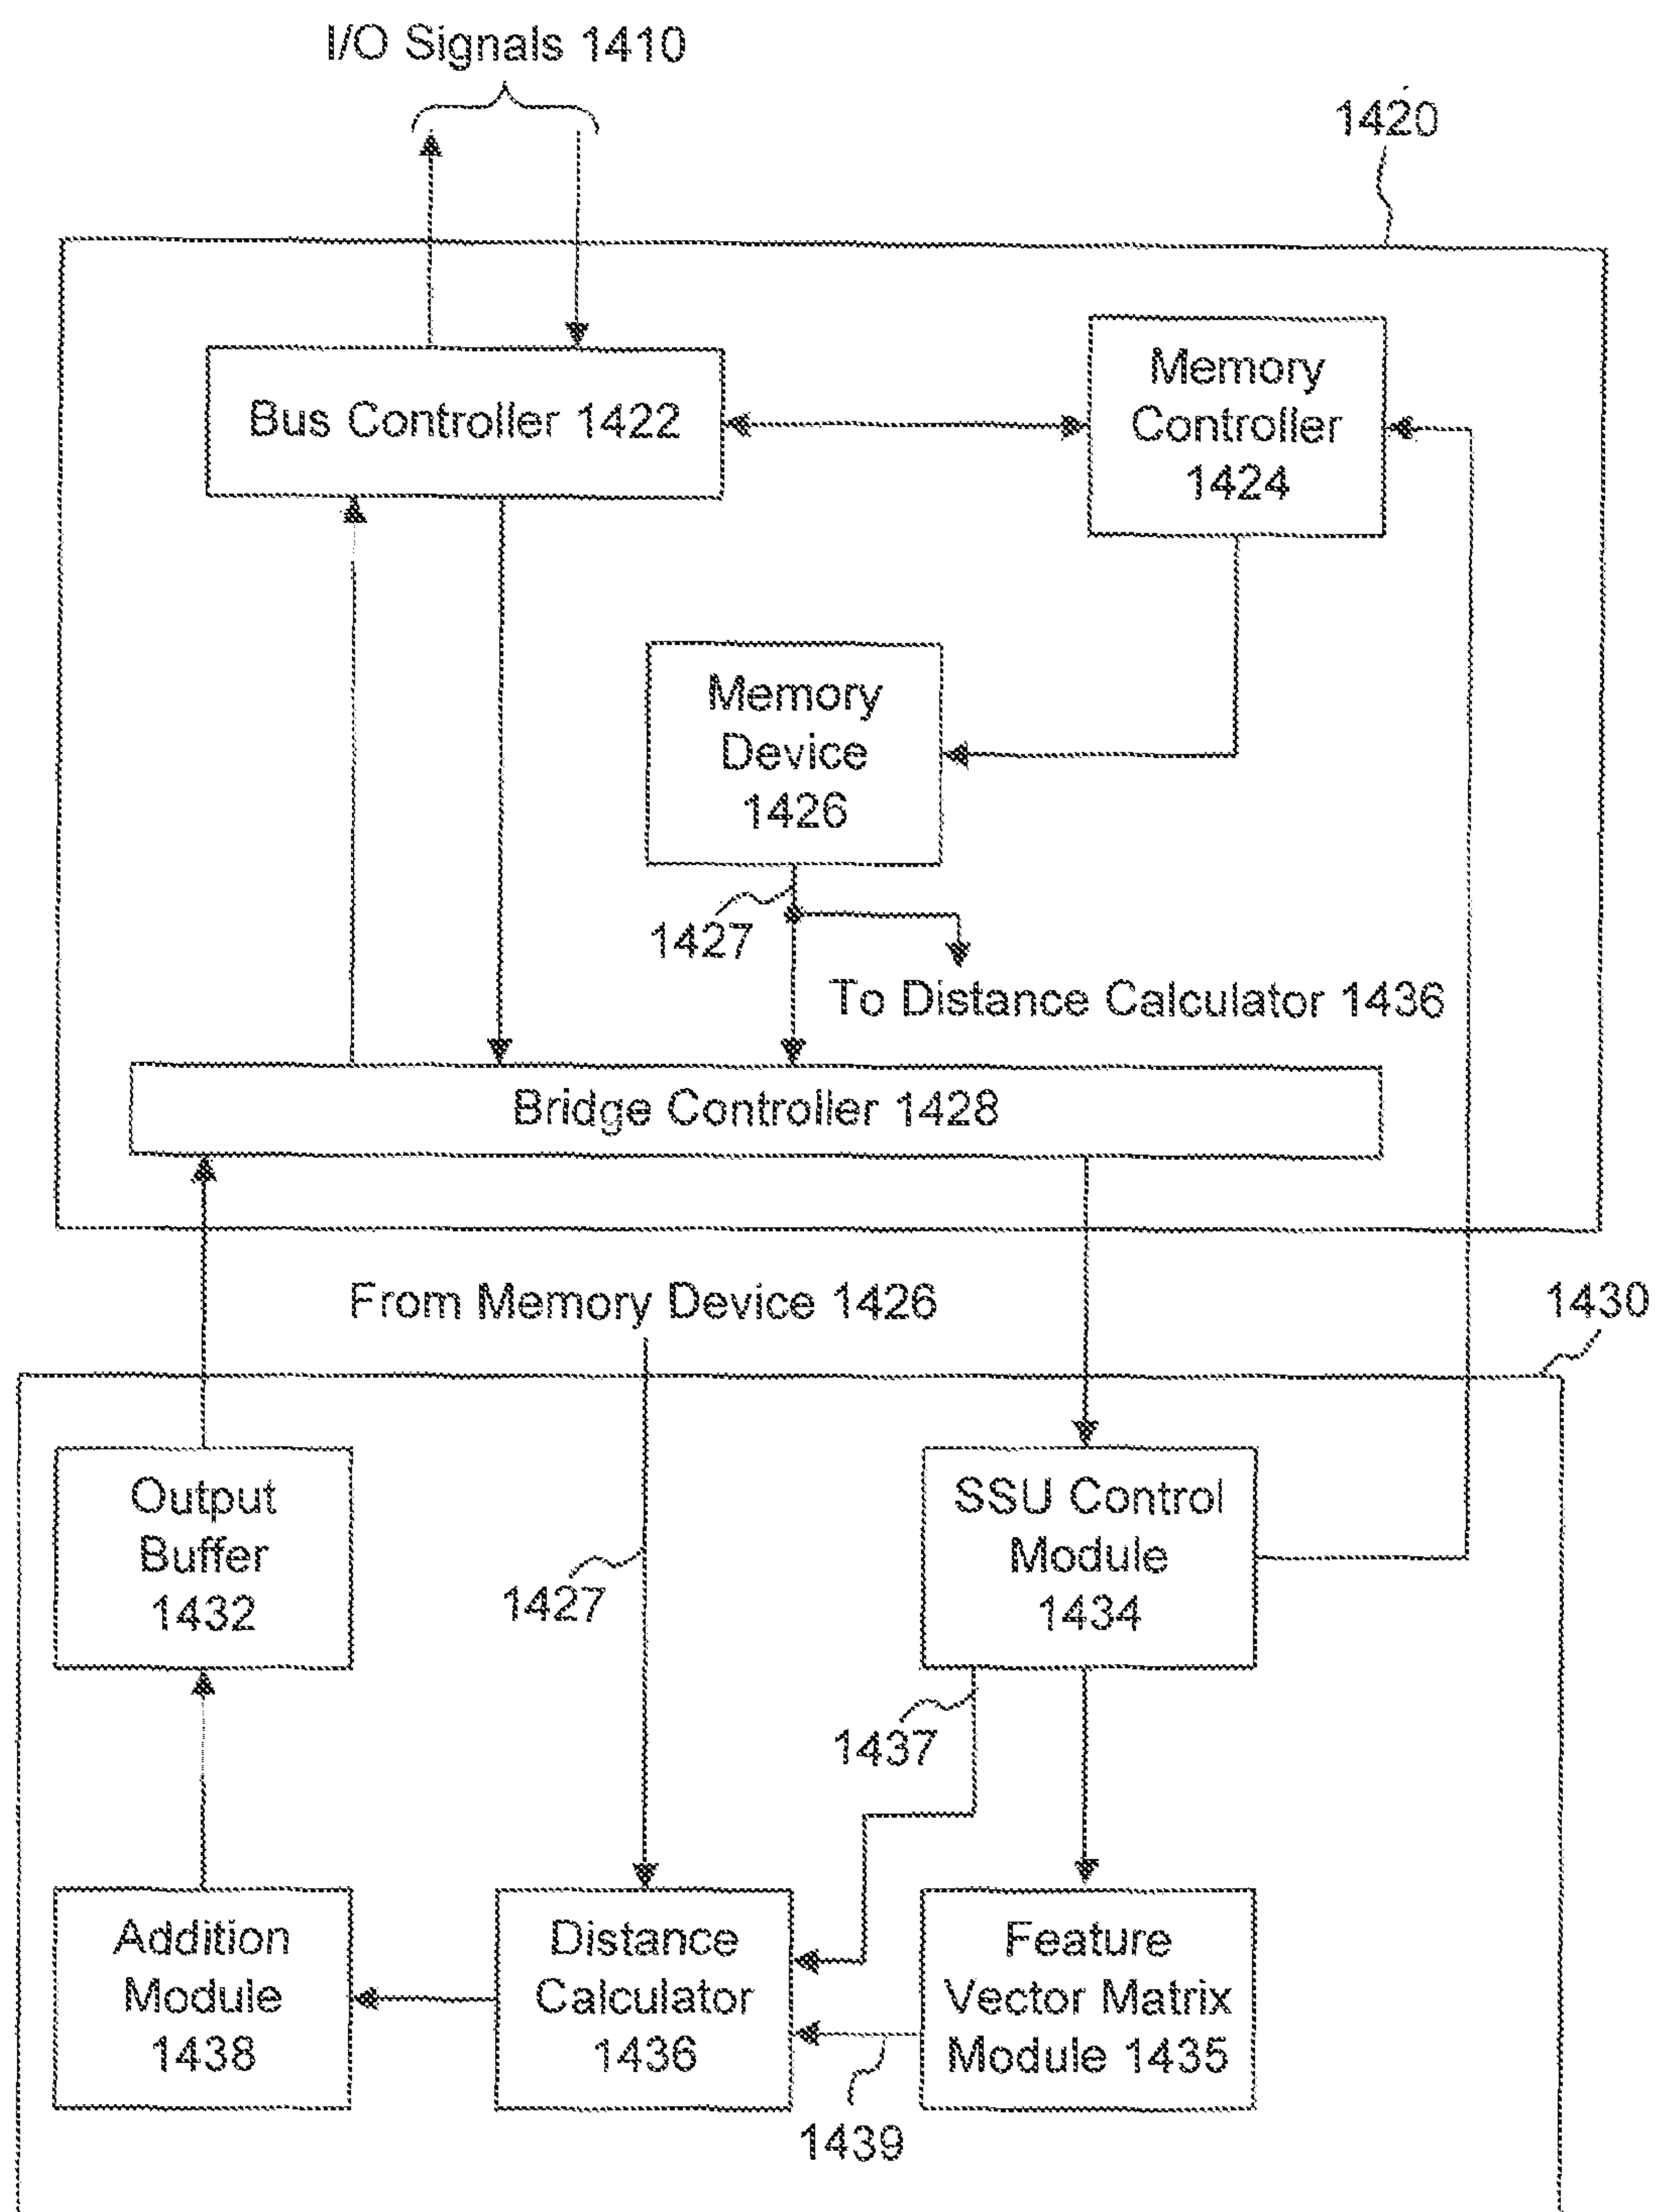 I/O Signals 1410
1420
Bus Controller 1422
Memory
Controller
1424
Memory
Device
1426
1427
To Distance Calculator 1436
Bridge Controller 1428
From Memory Device 1426
1430
Output
Buffer
1432
1427
SSU Control
Module
1434
1437
Addition
Module
1438
Distance
Calculator
1436
Feature
Vector Matrix
Module 1435
1439